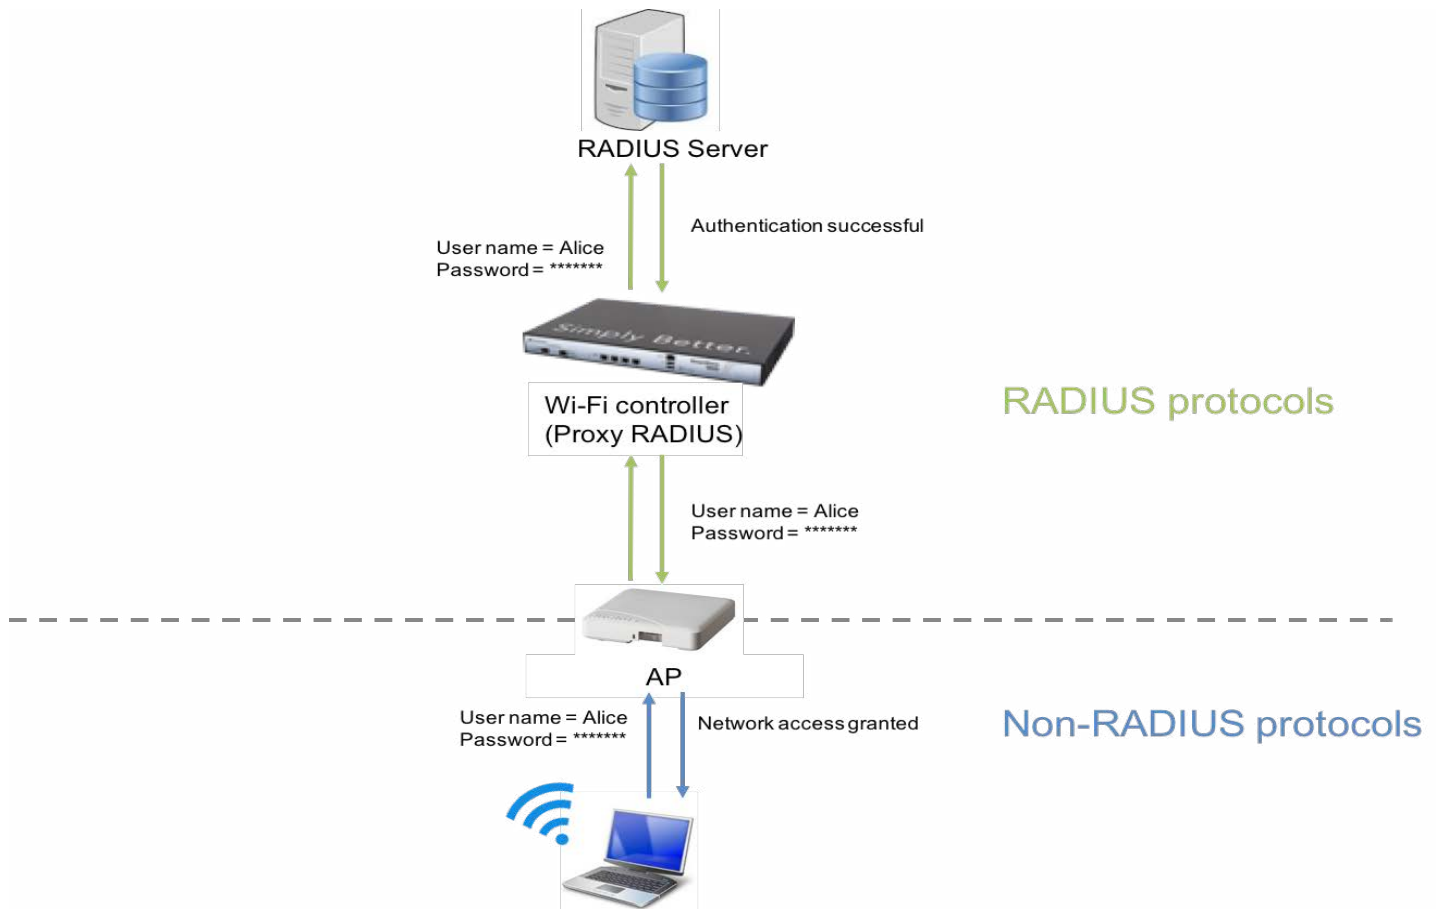 RADIUS Server
Authentication successful
User name = Alice
Password = *******
Simply Better.
Wi-Fi controller
(Proxy RADIUS)
RADIUS protocols
User name = Alice
Password = *******
AP
User name = Alice
Password = *******
Network access granted
Non-RADIUS protocols